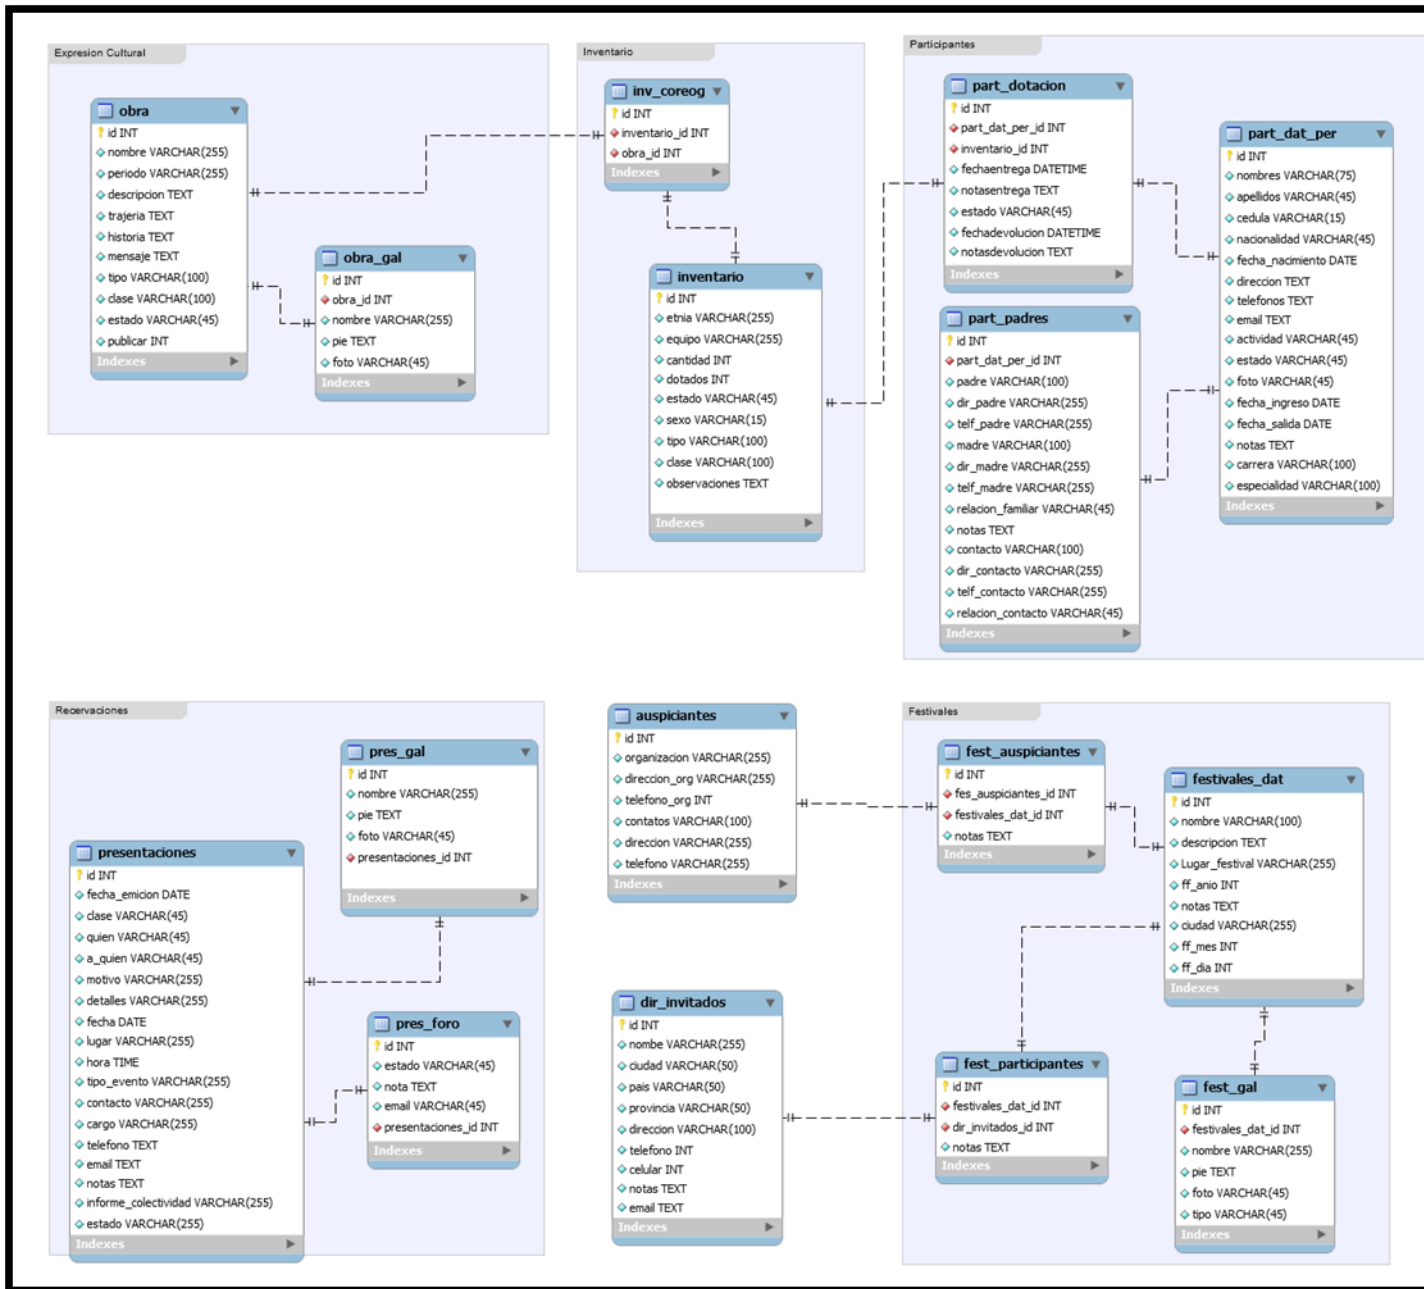 Expresion Cultural
obra
id INT
nombre VARCHAR(255)
periodo VARCHAR(255)
descripcion TEXT
trajeria TEXT
historia TEXT
mensaje TEXT
tipo VARCHAR(100)
clase VARCHAR(100)
estado VARCHAR(45)
publicar INT
Indexes
obra_gal
id INT
obra_id INT
nombre VARCHAR(255)
pie TEXT
foto VARCHAR(45)
Indexes
Inventario
inv_coreog
id INT
inventario_id INT
obra_id INT
Indexes
inventario
id INT
etnia VARCHAR(255)
equipo VARCHAR(255)
cantidad INT
dotados INT
estado VARCHAR(45)
sexo VARCHAR(15)
tipo VARCHAR(100)
clase VARCHAR(100)
observaciones TEXT
Indexes
Participantes
part_dotacion
id INT
part_dat_per_id INT
inventario_id INT
fechaentrega DATETIME
notasentrega TEXT
estado VARCHAR(45)
fechadevolucion DATETIME
notasdevolucion TEXT
Indexes
part_dat_per
id INT
nombres VARCHAR(75)
apellidos VARCHAR(45)
cedula VARCHAR(15)
nacionalidad VARCHAR(45)
fecha_nacimiento DATE
direccion TEXT
telefonos TEXT
email TEXT
actividad VARCHAR(45)
estado VARCHAR(45)
foto VARCHAR(45)
fecha_ingreso DATE
fecha_salida DATE
notas TEXT
carrera VARCHAR(100)
especialidad VARCHAR(100)
Indexes
part_padres
id INT
part_dat_per_id INT
padre VARCHAR(100)
dir_padre VARCHAR(255)
telf_padre VARCHAR(255)
madre VARCHAR(100)
dir_madre VARCHAR(255)
telf_madre VARCHAR(255)
relacion_familiar VARCHAR(45)
notas TEXT
contacto VARCHAR(100)
dir_contacto VARCHAR(255)
telf_contacto VARCHAR(255)
relacion_contacto VARCHAR(45)
Indexes
Recervaciones
pres_gal
id INT
nombre VARCHAR(255)
pie TEXT
foto VARCHAR(45)
presentaciones_id INT
Indexes
presentaciones
id INT
fecha_emicion DATE
clase VARCHAR(45)
quien VARCHAR(45)
a_quien VARCHAR(45)
motivo VARCHAR(255)
detalles VARCHAR(255)
fecha DATE
lugar VARCHAR(255)
hora TIME
tipo_evento VARCHAR(255)
contacto VARCHAR(255)
cargo VARCHAR(255)
telefono TEXT
email TEXT
notas TEXT
informe_colectividad VARCHAR(255)
estado VARCHAR(255)
Indexes
pres_foro
id INT
estado VARCHAR(45)
nota TEXT
email VARCHAR(45)
presentaciones_id INT
Indexes
auspiciantes
id INT
organizacion VARCHAR(255)
direccion_org VARCHAR(255)
telefono_org INT
contatos VARCHAR(100)
direccion VARCHAR(255)
telefono VARCHAR(255)
Indexes
dir_invitados
id INT
nombe VARCHAR(255)
ciudad VARCHAR(50)
pais VARCHAR(50)
provincia VARCHAR(50)
direccion VARCHAR(100)
telefono INT
celular INT
notas TEXT
email TEXT
Indexes
Festivales
fest_auspiciantes
id INT
fes_auspiciantes_id INT
festivales_dat_id INT
notas TEXT
Indexes
festivales_dat
id INT
nombre VARCHAR(100)
descripcion TEXT
Lugar_festival VARCHAR(255)
ff_anio INT
notas TEXT
ciudad VARCHAR(255)
ff_mes INT
ff_dia INT
Indexes
fest_participantes
id INT
festivales_dat_id INT
dir_invitados_id INT
notas TEXT
Indexes
fest_gal
id INT
festivales_dat_id INT
nombre VARCHAR(255)
pie TEXT
foto VARCHAR(45)
tipo VARCHAR(45)
Indexes